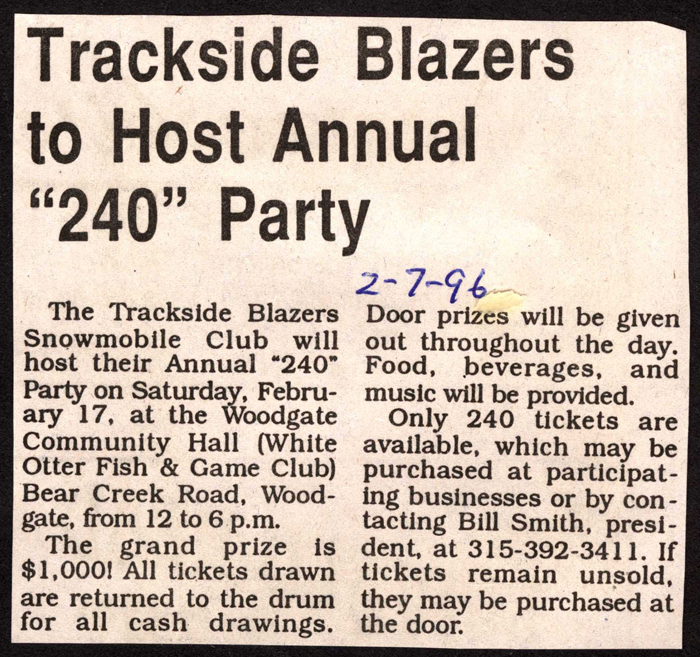 Trackside Blazers
to Host Annual
“240” Party
2-7-96
The Trackside Blazers
Snowmobile Club will
host their Annual "240"
Party on Saturday, Febru-
ary 17, at the Woodgate
Community Hall (White
Otter Fish & Game Club)
Bear Creek Road, Wood-
gate, from 12 to 6 p.m.
The grand prize is
$1,000! All tickets drawn
are returned to the drum
for all cash drawings.
Door prizes will be given
out throughout the day.
Food, beverages, and
music will be provided.
Only 240 tickets are
available, which may be
purchased at participat-
ing businesses or by con-
tacting Bill Smith, presi-
dent, at 315-392-3411. If
tickets remain unsold,
they may be purchased at
the door.